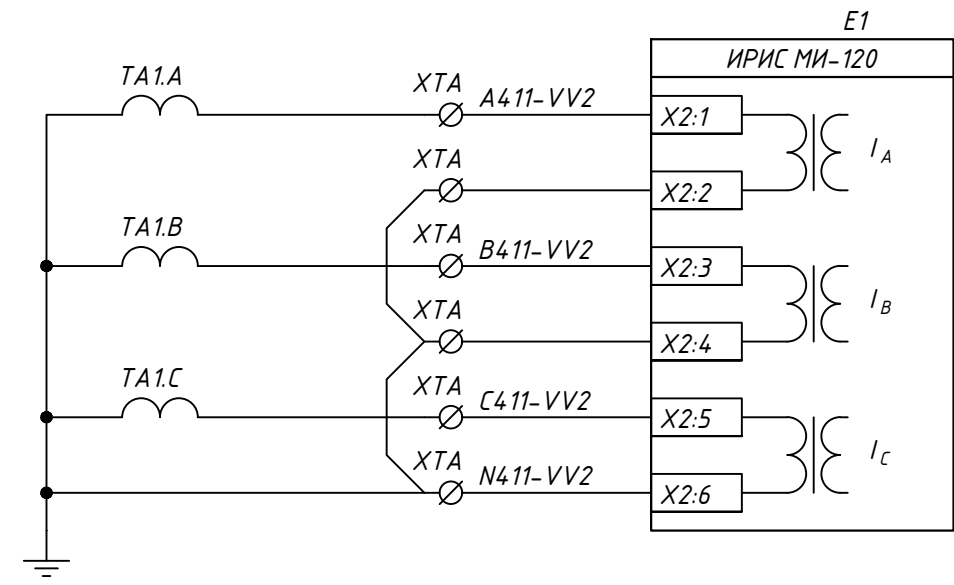 E1
ИРИС МИ-120
TA1.A
XTA
A411-VV2
X2:1
I A
XTA
X2:2
TA1.B
XTA
B411-VV2
X2:3
I B
XTA
X2:4
TA1.C
XTA
C411-VV2
X2:5
I C
XTA
N411-VV2
X2:6